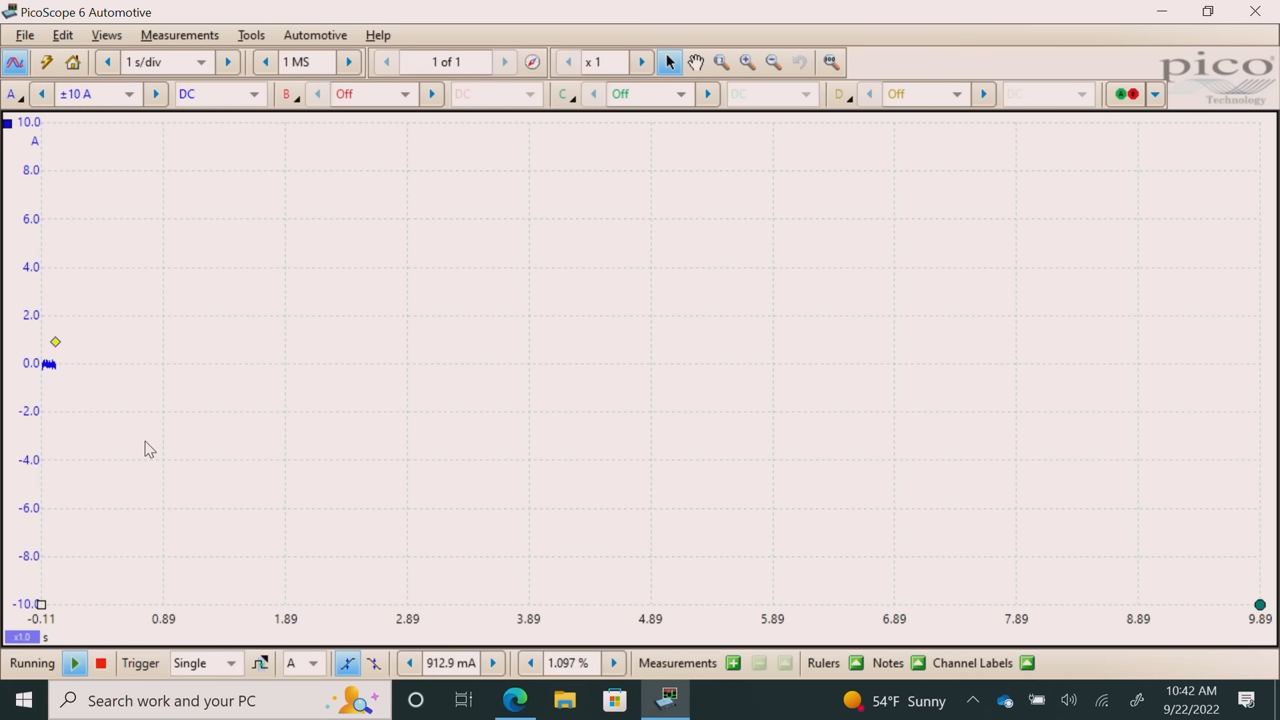 PicoScope 6 Automotive
File Edit Views Measurements Tools Automotive Help
1 s/div 1 MS 1 of 1 x 1
pico
Technology
A ±10 A DC B Off DC C Off DC D Off DC A B
10.0
A
8.0
6.0
4.0
2.0
0.0
-2.0
-4.0
-6.0
-8.0
-10.0
-0.11 0.89 1.89 2.89 3.89 4.89 5.89 6.89 7.89 8.89 9.89
x1.0 s
Running Trigger Single A 912.9 mA 1.097 % Measurements Rulers Notes Channel Labels
Search work and your PC 54°F Sunny 10:42 AM
9/22/2022